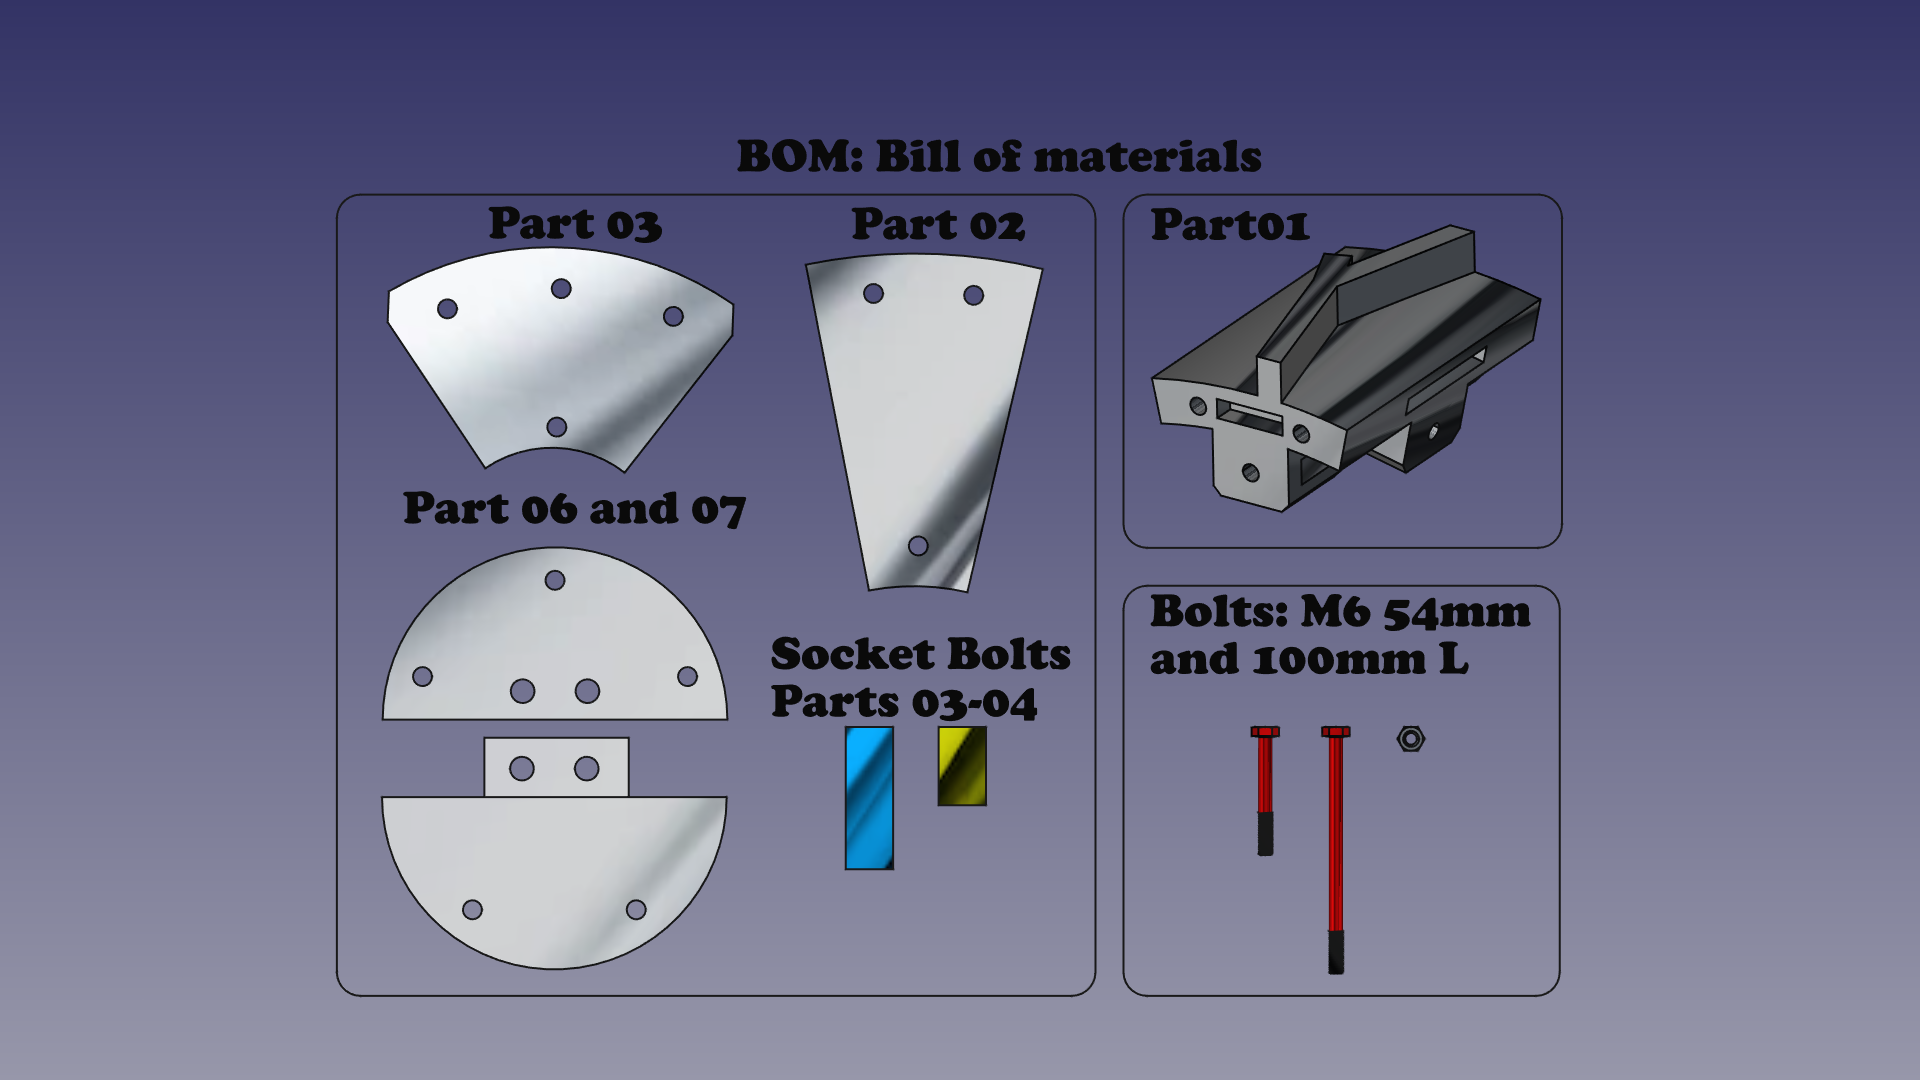 BOM: Bill of materials
Part 03
Part 02
Part01
Part 06 and 07
Socket Bolts
Parts 03-04
Bolts: M6 54mm
and 100mm L